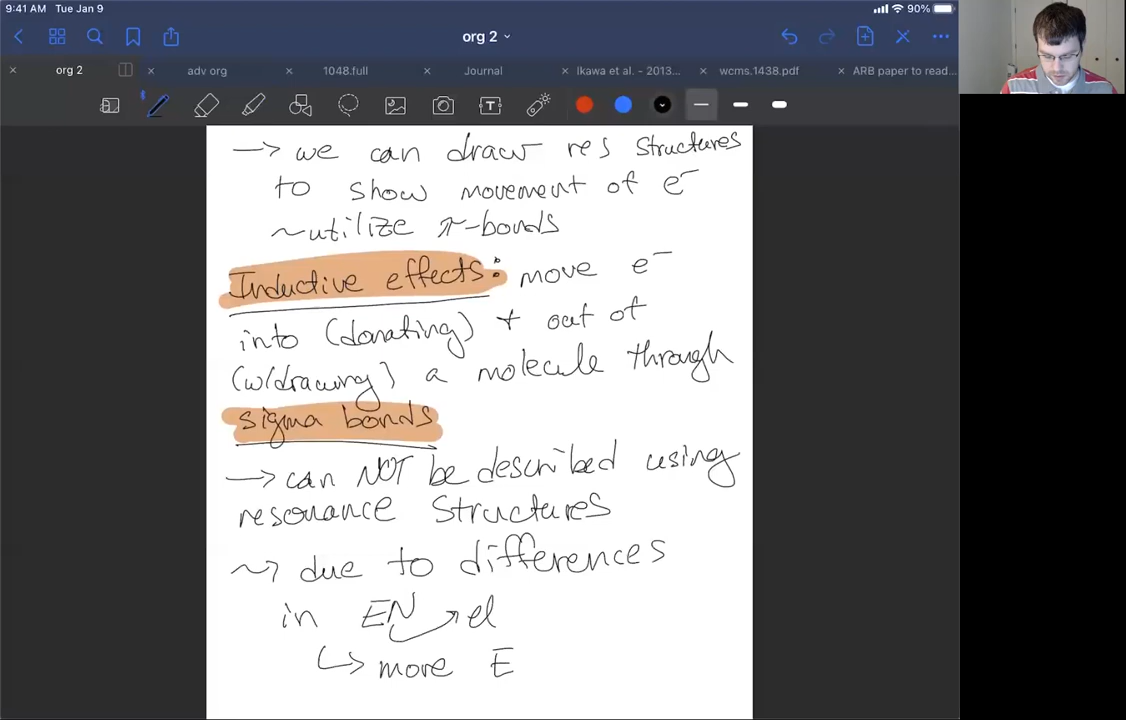 9:41 AM Tue Jan 9
90%
org 2
org 2
adv org
1048.full
Journal
Ikawa et al. - 2013...
wcms.1438.pdf
ARB paper to read...
→ we can draw res structures
to show movement of e⁻
~utilize π-bonds
Inductive effects: move e⁻
into (donating) + out of
(w/drawing) a molecule through
sigma bonds
→ can NOT be described using
resonance structures
~> due to differences
in EN → el
↳ more E